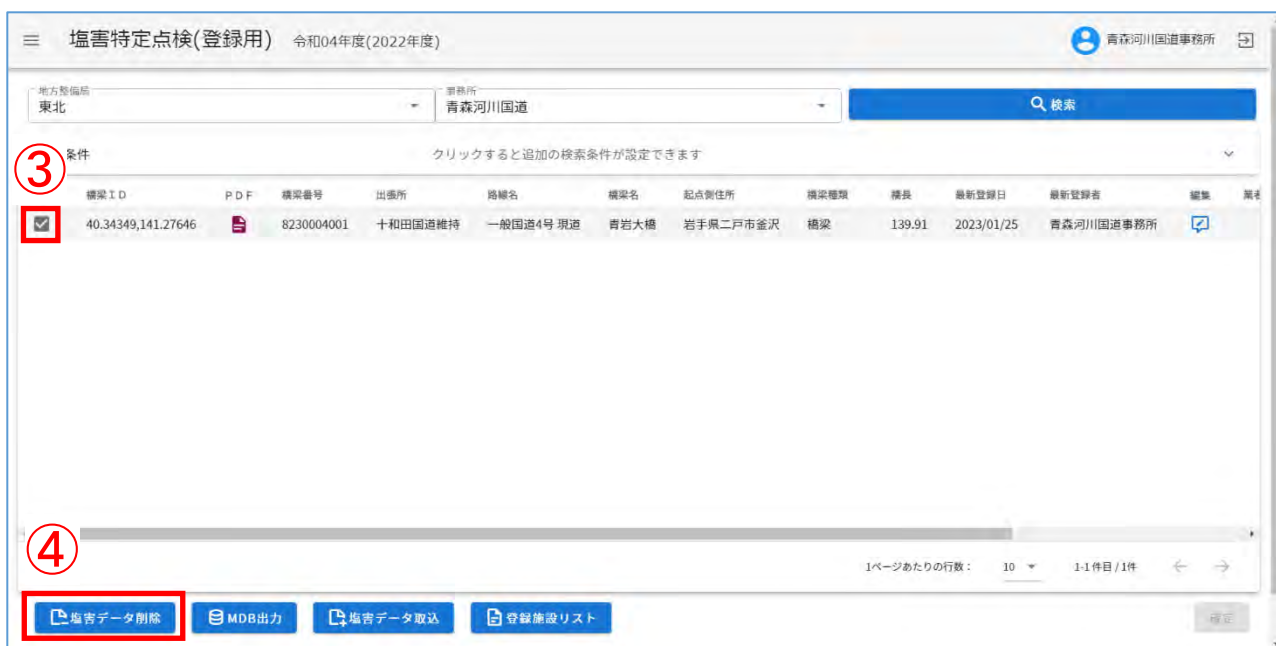 塩害特定点検(登録用) 令和04年度(2022年度) 青森河川国道事務所
地方整備局 事務所
東北 青森河川国道 検索
③ 条件 クリックすると追加の検索条件が設定できます
橋梁ID PDF 橋梁番号 出張所 路線名 橋梁名 起点側住所 橋梁種類 橋長 最新登録日 最新登録者 編集
40.34349,141.27646 8230004001 十和田国道維持 一般国道4号 現道 青岩大橋 岩手県二戸市釜沢 橋梁 139.91 2023/01/25 青森河川国道事務所
④
1ページあたりの行数: 10 1-1 件目 / 1件
塩害データ削除 MDB出力 塩害データ取込 登録施設リスト 確定